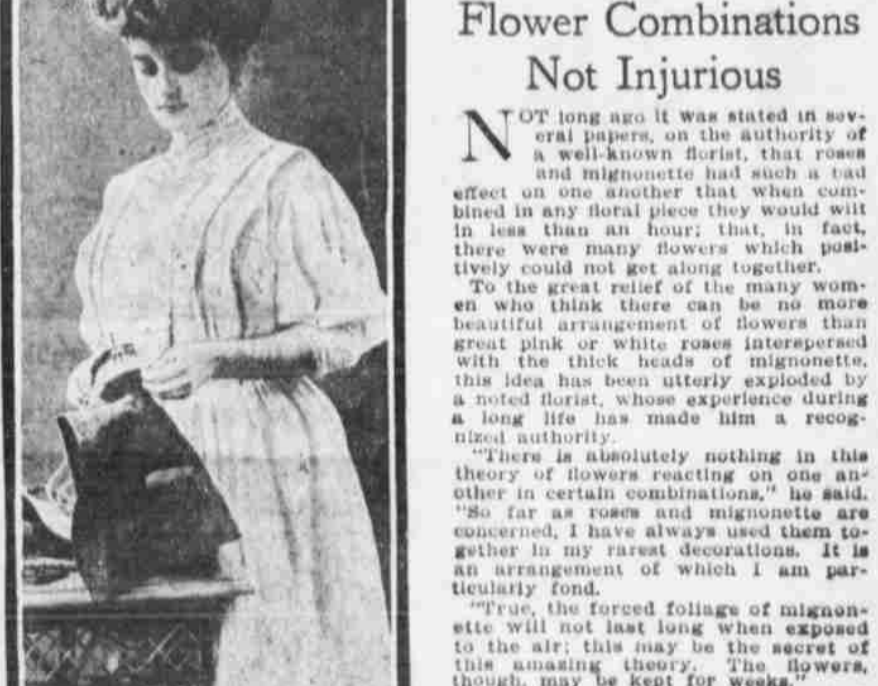 Flower Combinations
Not Injurious
NOT long ago it was stated in sev-
eral papers, on the authority of
a well-known florist, that roses
and mignonette had such a bad
effect on one another that when com-
bined in any floral piece they would wilt
in less than an hour; that, in fact,
there were many flowers which posi-
tively could not get along together.
To the great relief of the many wom-
en who think there can be no more
beautiful arrangement of flowers than
great pink or white roses interspersed
with the thick heads of mignonette,
this idea has been utterly exploded by
a noted florist, whose experience during
a long life has made him a recog-
nized authority.
"There is absolutely nothing in this
theory of flowers reacting on one an-
other in certain combinations," he said.
"So far as roses and mignonette are
concerned, I have always used them to-
gether in my rarest decorations. It is
an arrangement of which I am par-
ticularly fond.
"True, the forced foliage of mignon-
ette will not last long when exposed
to the air; this may be the secret of
this amazing theory. The flowers,
though, may be kept for weeks."